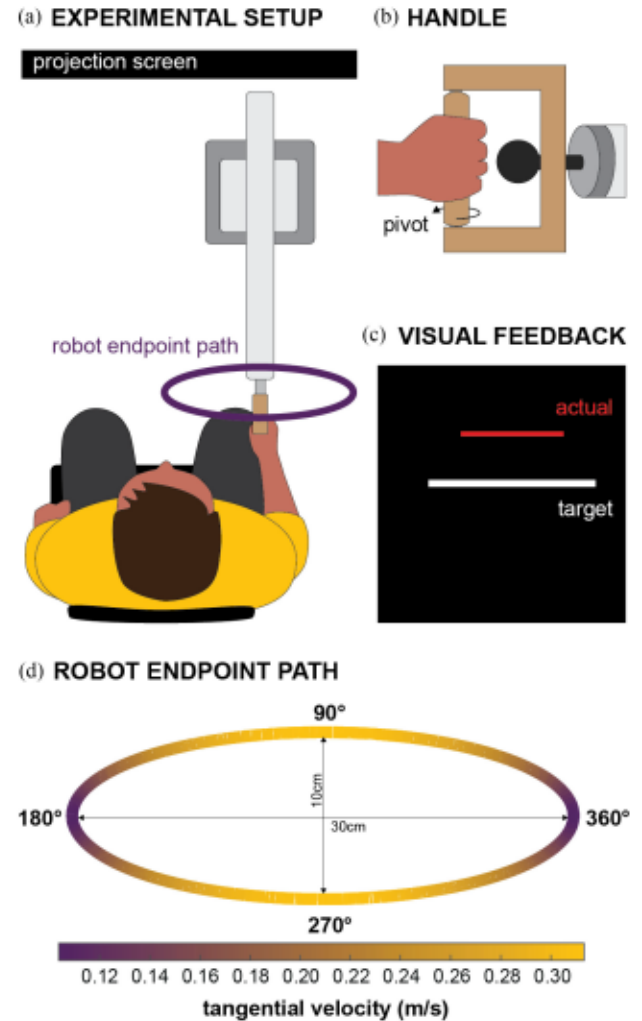 (a) EXPERIMENTAL SETUP
projection screen
robot endpoint path
(b) HANDLE
pivot
(c) VISUAL FEEDBACK
actual
target
(d) ROBOT ENDPOINT PATH
90°
10cm
180°
30cm
360°
270°
0.12 0.14 0.16 0.18 0.20 0.22 0.24 0.26 0.28 0.30
tangential velocity (m/s)